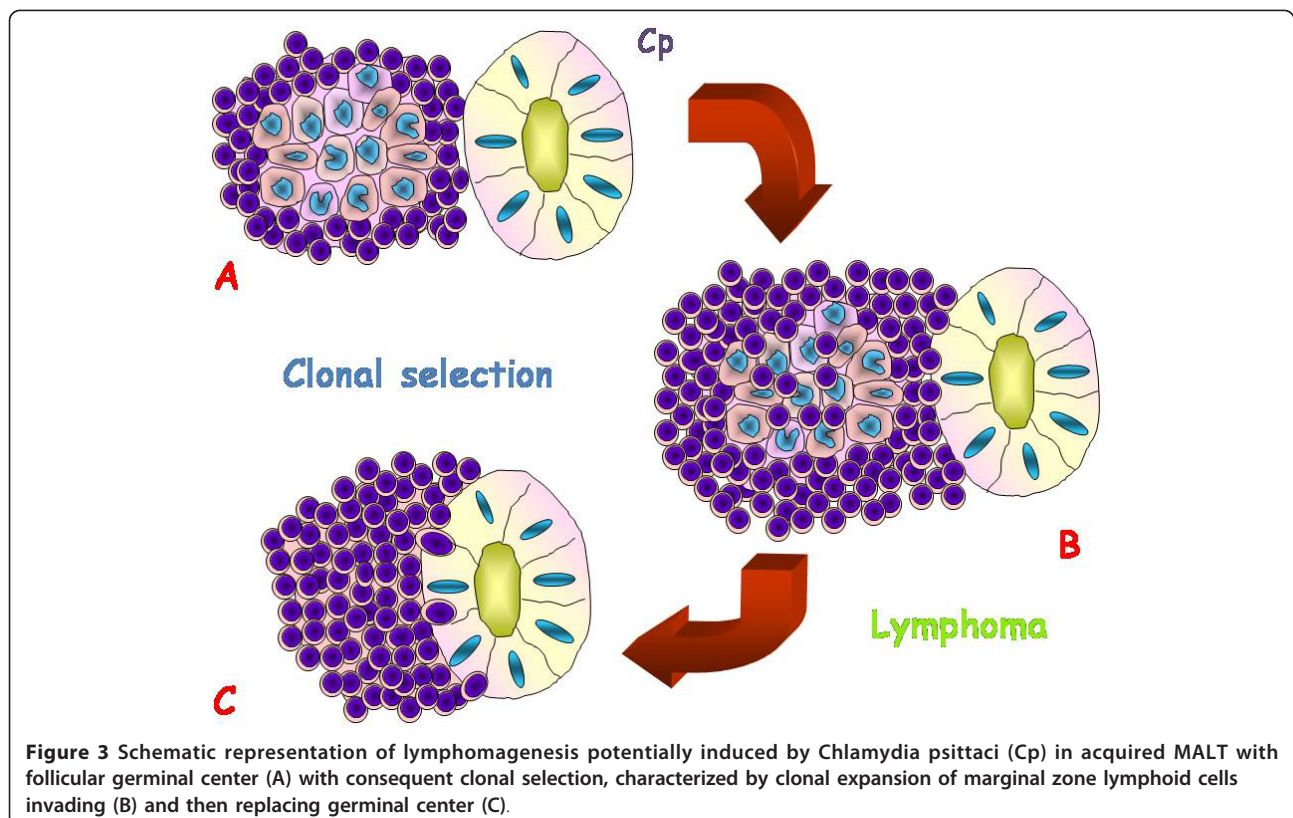 Cp
A
Clonal selection
B
Lymphoma
C
Figure 3 Schematic representation of lymphomagenesis potentially induced by Chlamydia psittaci (Cp) in acquired MALT with
follicular germinal center (A) with consequent clonal selection, characterized by clonal expansion of marginal zone lymphoid cells
invading (B) and then replacing germinal center (C).